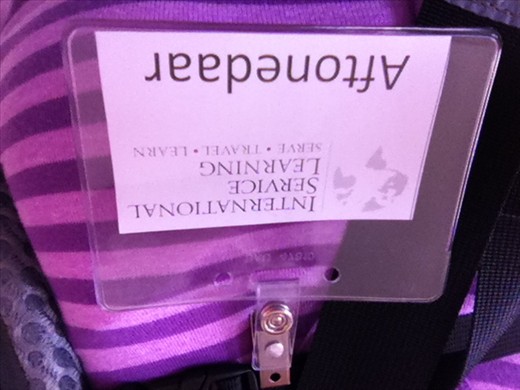 INTERNATIONAL
SERVICE
LEARNING
SERVE • TRAVEL • LEARN
Aftonedaar